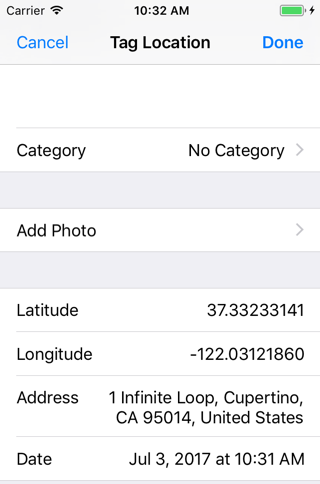 Carrier 10:32 AM
Cancel Tag Location Done
Category No Category
Add Photo
Latitude 37.33233141
Longitude -122.03121860
Address 1 Infinite Loop, Cupertino,
CA 95014, United States
Date Jul 3, 2017 at 10:31 AM